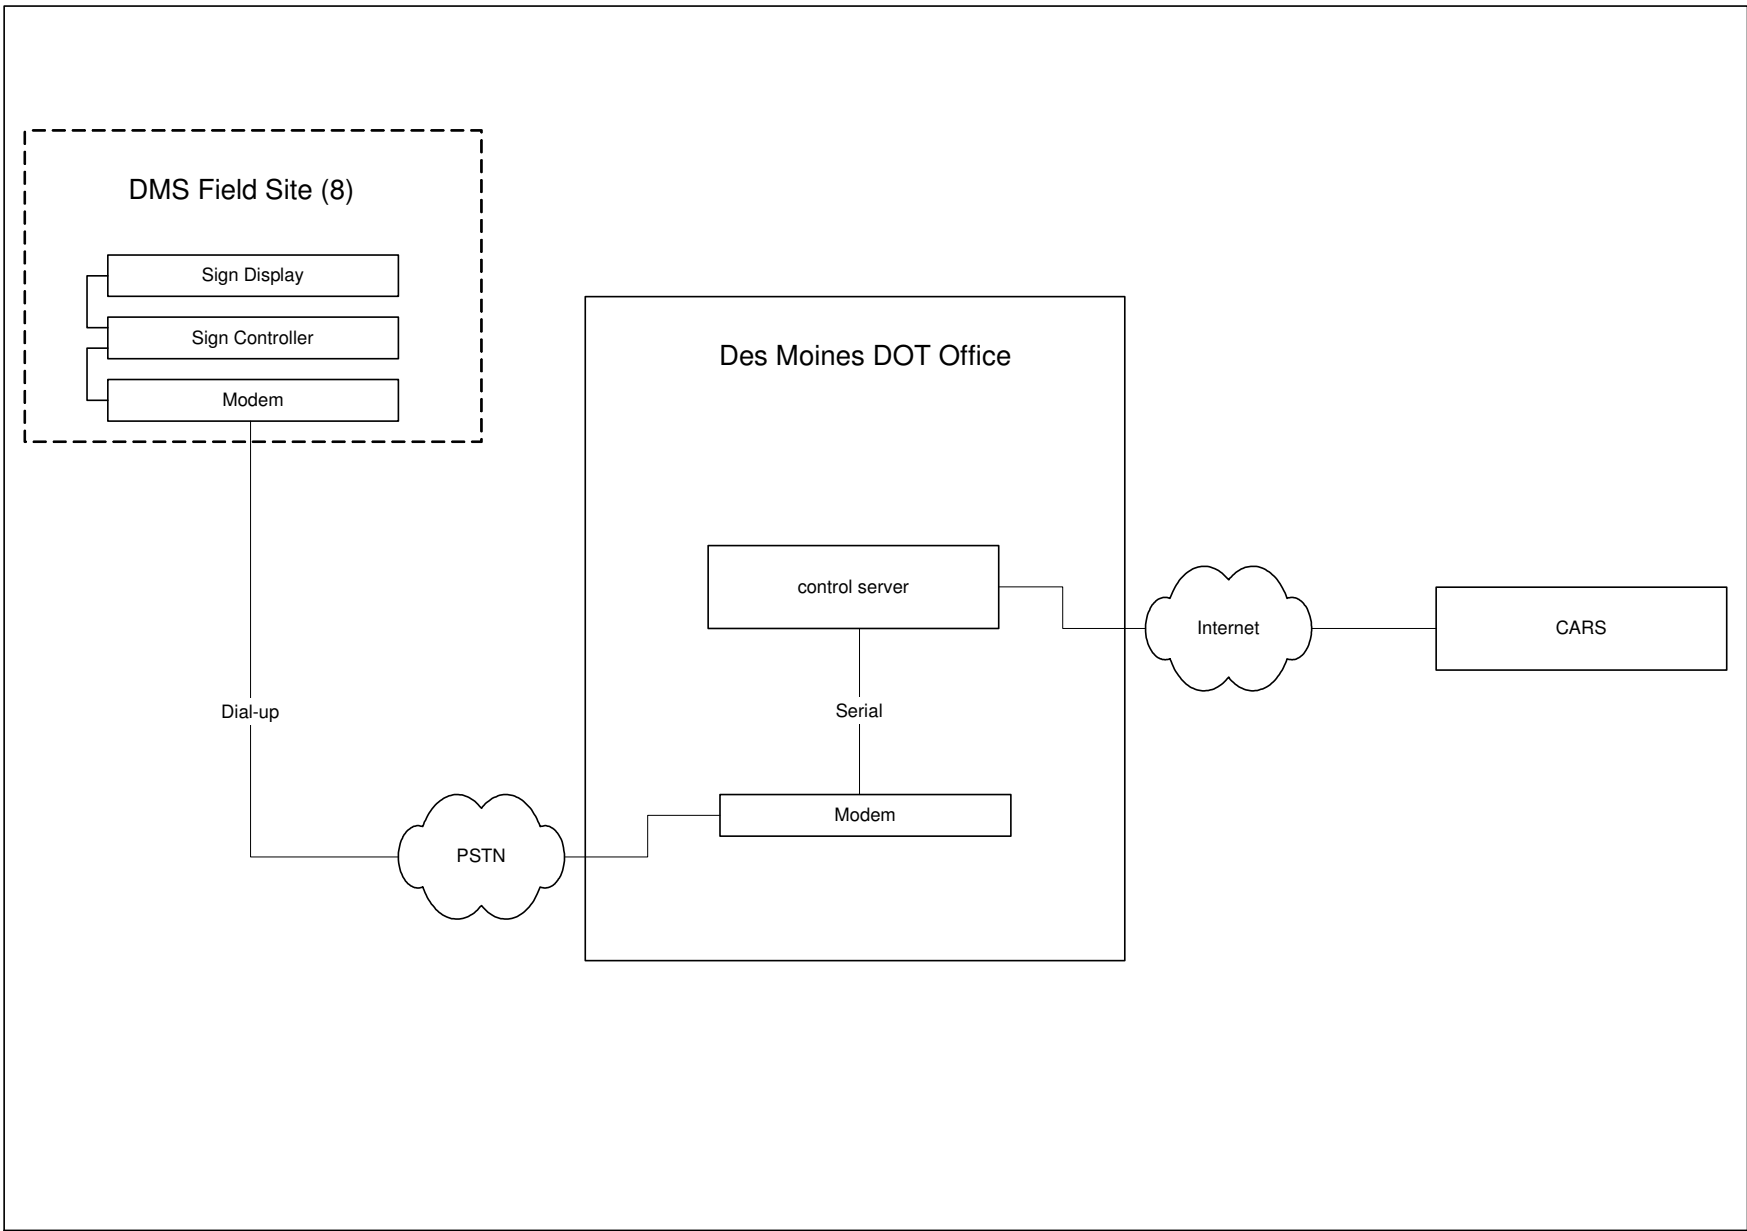 DMS Field Site (8)
Sign Display
Sign Controller
Modem
Des Moines DOT Office
control server
Internet
CARS
Dial-up
Serial
Modem
PSTN